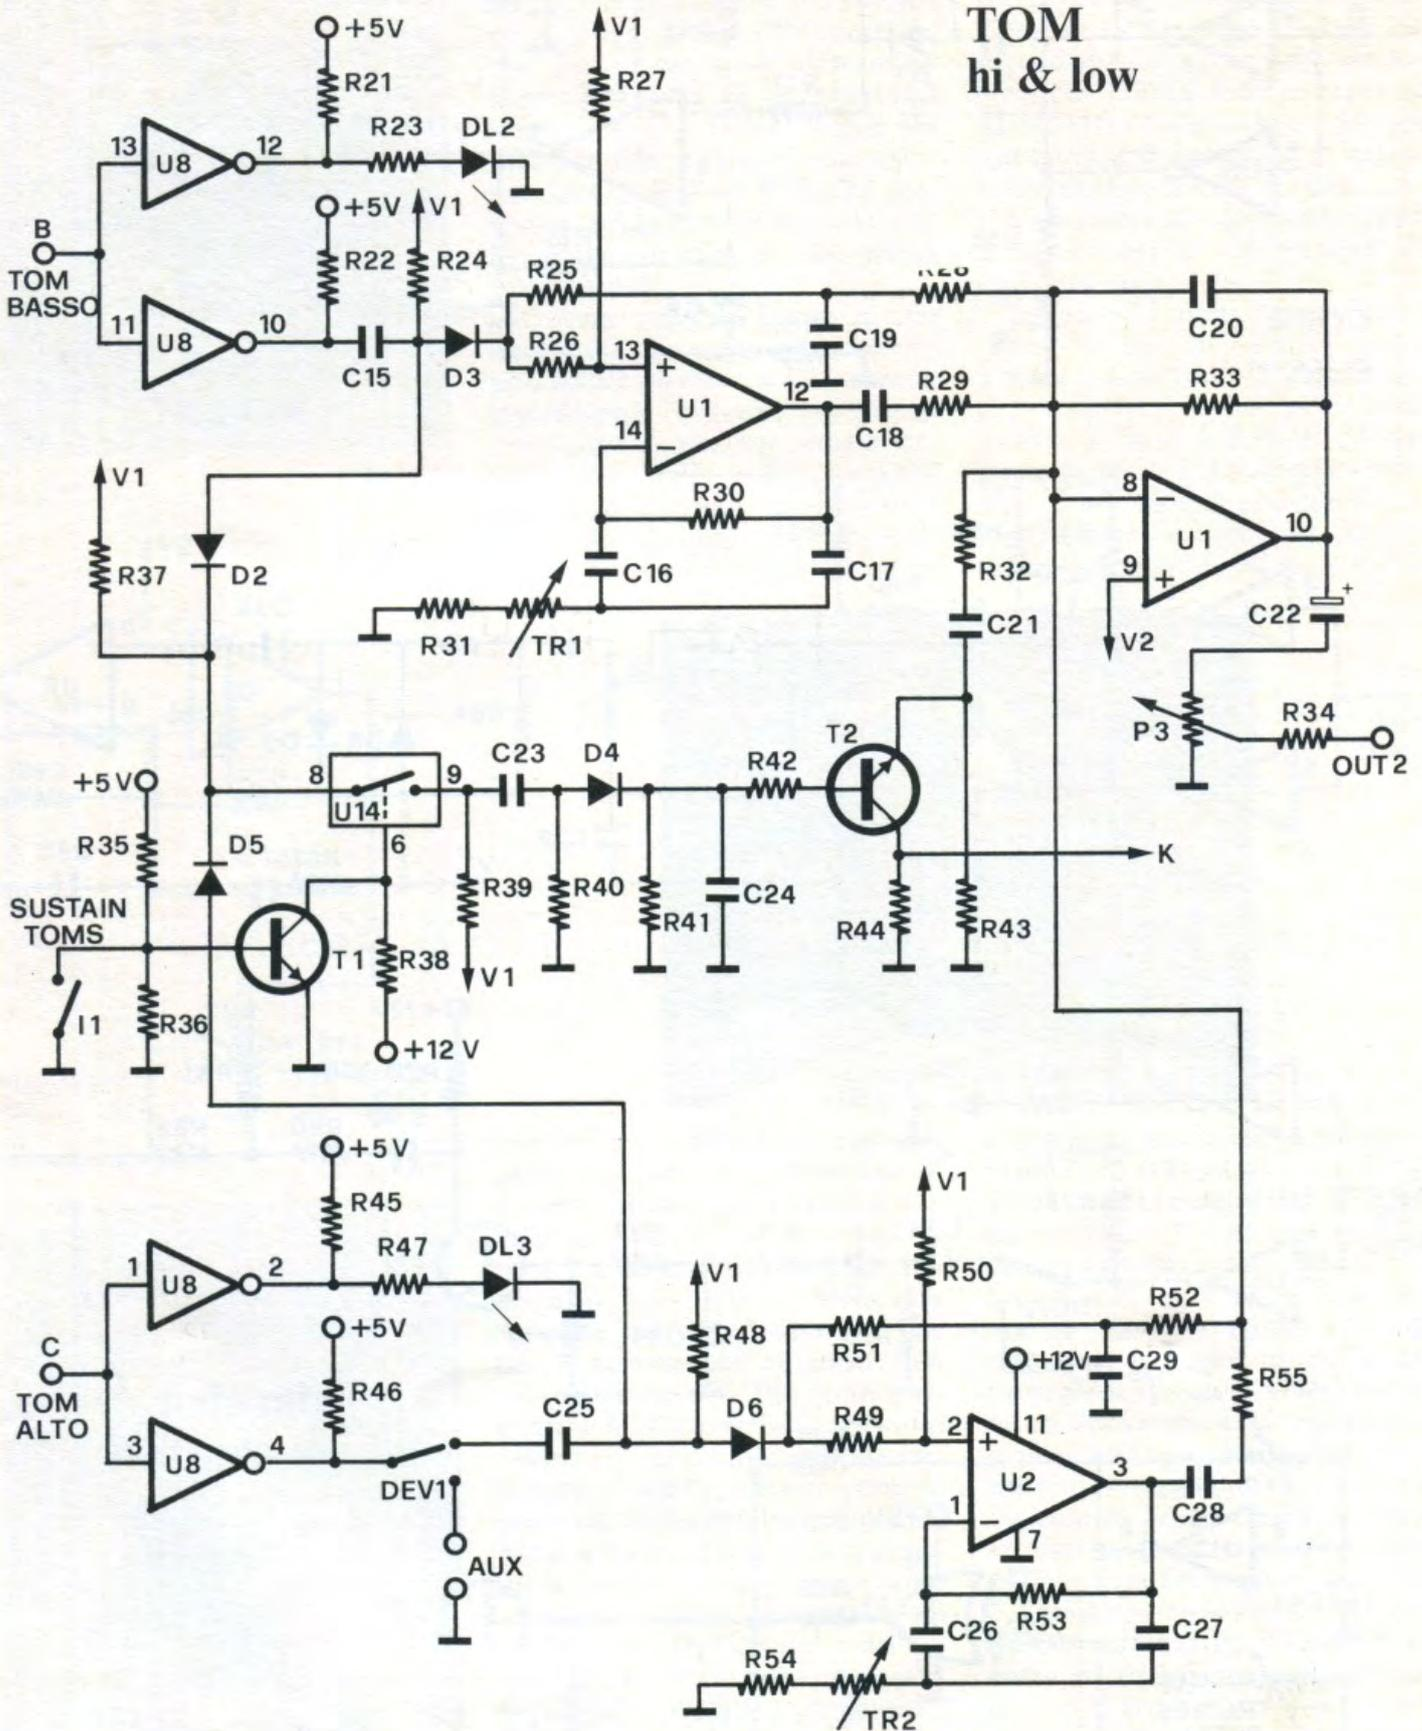 TOM
hi & low
+5V
V1
R21
R27
R23
DL2
13
U8
12
+5V
V1
B
TOM
BASSO
R22
R24
R25
R28
C20
11
U8
10
C15
D3
R26
C19
13
+
U1
12
14
-
C18
R29
R33
V1
R37
D2
R30
C16
C17
R31
TR1
R32
C21
8
-
U1
10
9
+
V2
C22
+
P3
R34
OUT2
+5V
R35
D5
8
U14
9
6
C23
D4
R42
T2
K
SUSTAIN
TOMS
I1
R36
T1
R38
+12V
R39
V1
R40
R41
C24
R44
R43
+5V
R45
R47
DL3
1
U8
2
+5V
C
TOM
ALTO
R46
3
U8
4
DEV1
AUX
C25
V1
R48
D6
V1
R50
R51
R52
+12V
C29
R55
R49
2
+
11
U2
3
1
-
7
C28
R53
C26
C27
R54
TR2